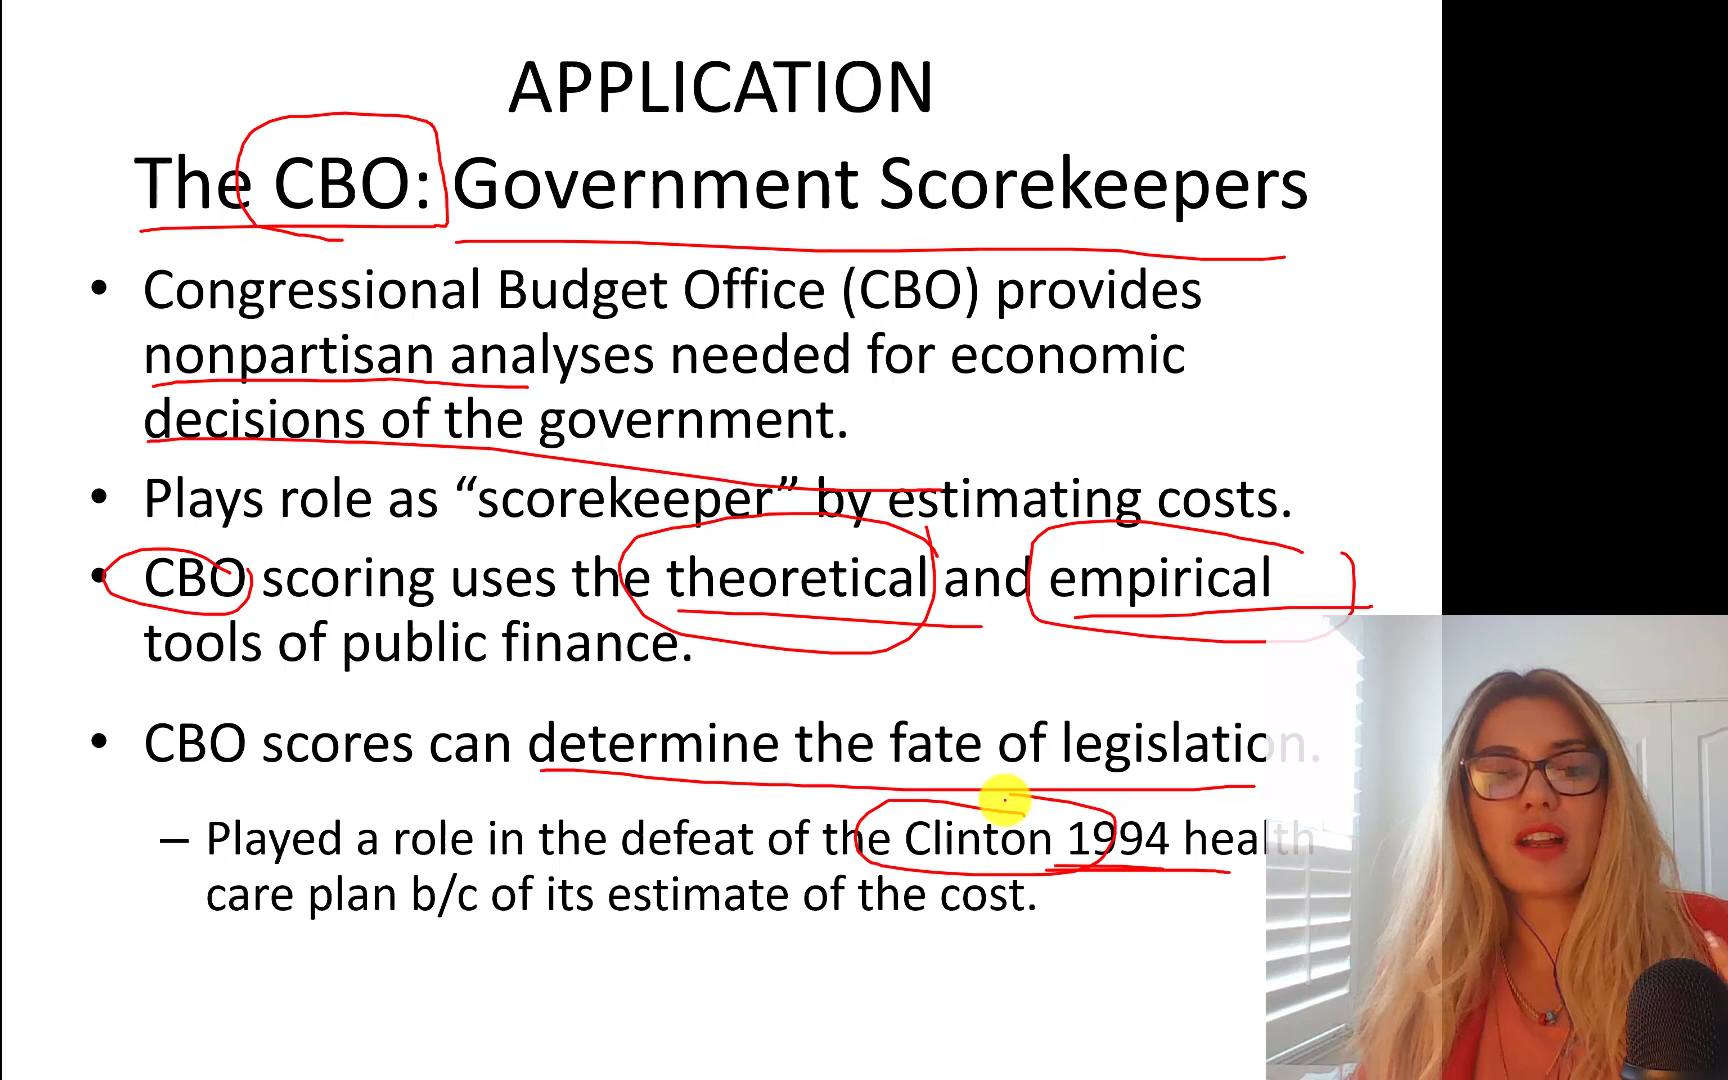 APPLICATION
The CBO: Government Scorekeepers
• Congressional Budget Office (CBO) provides
nonpartisan analyses needed for economic
decisions of the government.
• Plays role as “scorekeeper” by estimating costs.
• CBO scoring uses the theoretical and empirical
tools of public finance.
• CBO scores can determine the fate of legislation.
– Played a role in the defeat of the Clinton 1994 health
care plan b/c of its estimate of the cost.